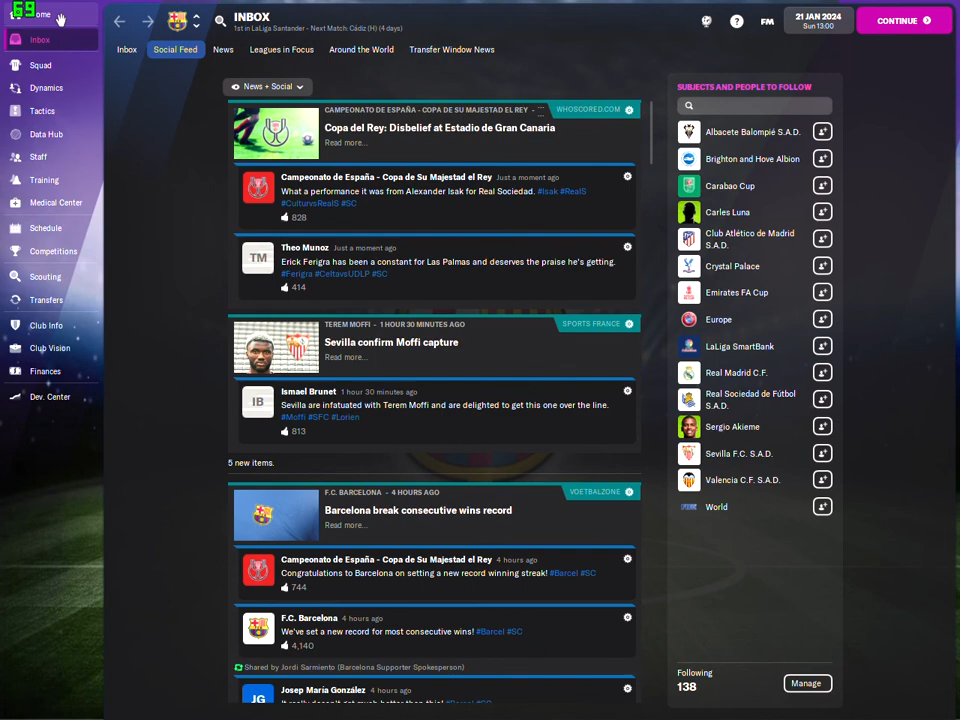 69
ome
Inbox
Squad
Dynamics
Tactics
Data Hub
Staff
Training
Medical Center
Schedule
Competitions
Scouting
Transfers
Club Info
Club Vision
Finances
Dev. Center
INBOX
1st in LaLiga Santander - Next Match: Cádiz (H) (4 days)
?
FM
21 JAN 2024
Sun 13:00
CONTINUE
Inbox
Social Feed
News
Leagues in Focus
Around the World
Transfer Window News
News + Social
CAMPEONATO DE ESPAÑA - COPA DE SU MAJESTAD EL REY - ...
WHOSCORED.COM
Copa del Rey: Disbelief at Estadio de Gran Canaria
Read more...
Campeonato de España - Copa de Su Majestad el Rey Just a moment ago
What a performance it was from Alexander Isak for Real Sociedad. #Isak #RealS
#CulturvsRealS #SC
828
TM
Theo Munoz Just a moment ago
Erick Ferigra has been a constant for Las Palmas and deserves the praise he's getting.
#Ferigra #CeltavsUDLP #SC
414
TEREM MOFFI - 1 HOUR 30 MINUTES AGO
SPORTS FRANCE
Sevilla confirm Moffi capture
Read more...
IB
Ismael Brunet 1 hour 30 minutes ago
Sevilla are infatuated with Terem Moffi and are delighted to get this one over the line.
#Moffi #SFC #Lorien
813
5 new items.
F.C. BARCELONA - 4 HOURS AGO
VOETBALZONE
Barcelona break consecutive wins record
Read more...
Campeonato de España - Copa de Su Majestad el Rey 4 hours ago
Congratulations to Barcelona on setting a new record winning streak! #Barcel #SC
744
F.C. Barcelona 4 hours ago
We've set a new record for most consecutive wins! #Barcel #SC
4,140
Shared by Jordi Sarmiento (Barcelona Supporter Spokesperson)
JG
Josep María González 4 hours ago
It really doesn't get much better than this! #Barcel #SC
SUBJECTS AND PEOPLE TO FOLLOW
Albacete Balompié S.A.D.
Brighton and Hove Albion
Carabao Cup
Carles Luna
Club Atlético de Madrid
S.A.D.
Crystal Palace
Emirates FA Cup
Europe
LaLiga SmartBank
Real Madrid C.F.
Real Sociedad de Fútbol
S.A.D.
Sergio Akieme
Sevilla F.C. S.A.D.
Valencia C.F. S.A.D.
World
Following
138
Manage